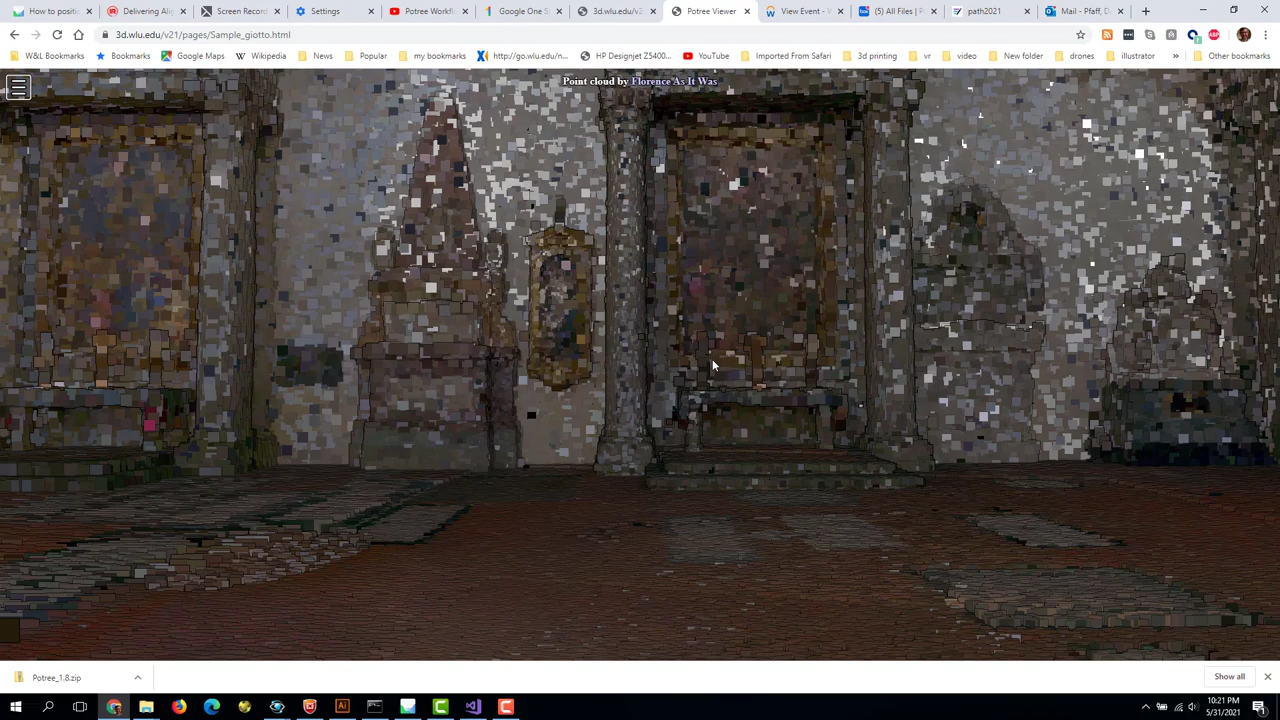 How to positio
Delivering Alig
Screen Record
Settings
Potree Workflo
Google One S
3d.wlu.edu/v2
Potree Viewer
View Event - W
(5) All Files | P
path2021
Mail - Pfaff, D.
3d.wlu.edu/v21/pages/Sample_giotto.html
W&L Bookmarks
Bookmarks
Google Maps
Wikipedia
News
Popular
my bookmarks
http://go.wlu.edu/n...
HP Designjet Z5400...
YouTube
Imported From Safari
3d printing
vr
video
New folder
drones
illustrator
»
Other bookmarks
Point cloud by Florence As It Was
Potree_1.8.zip
Show all
10:21 PM
5/31/2021